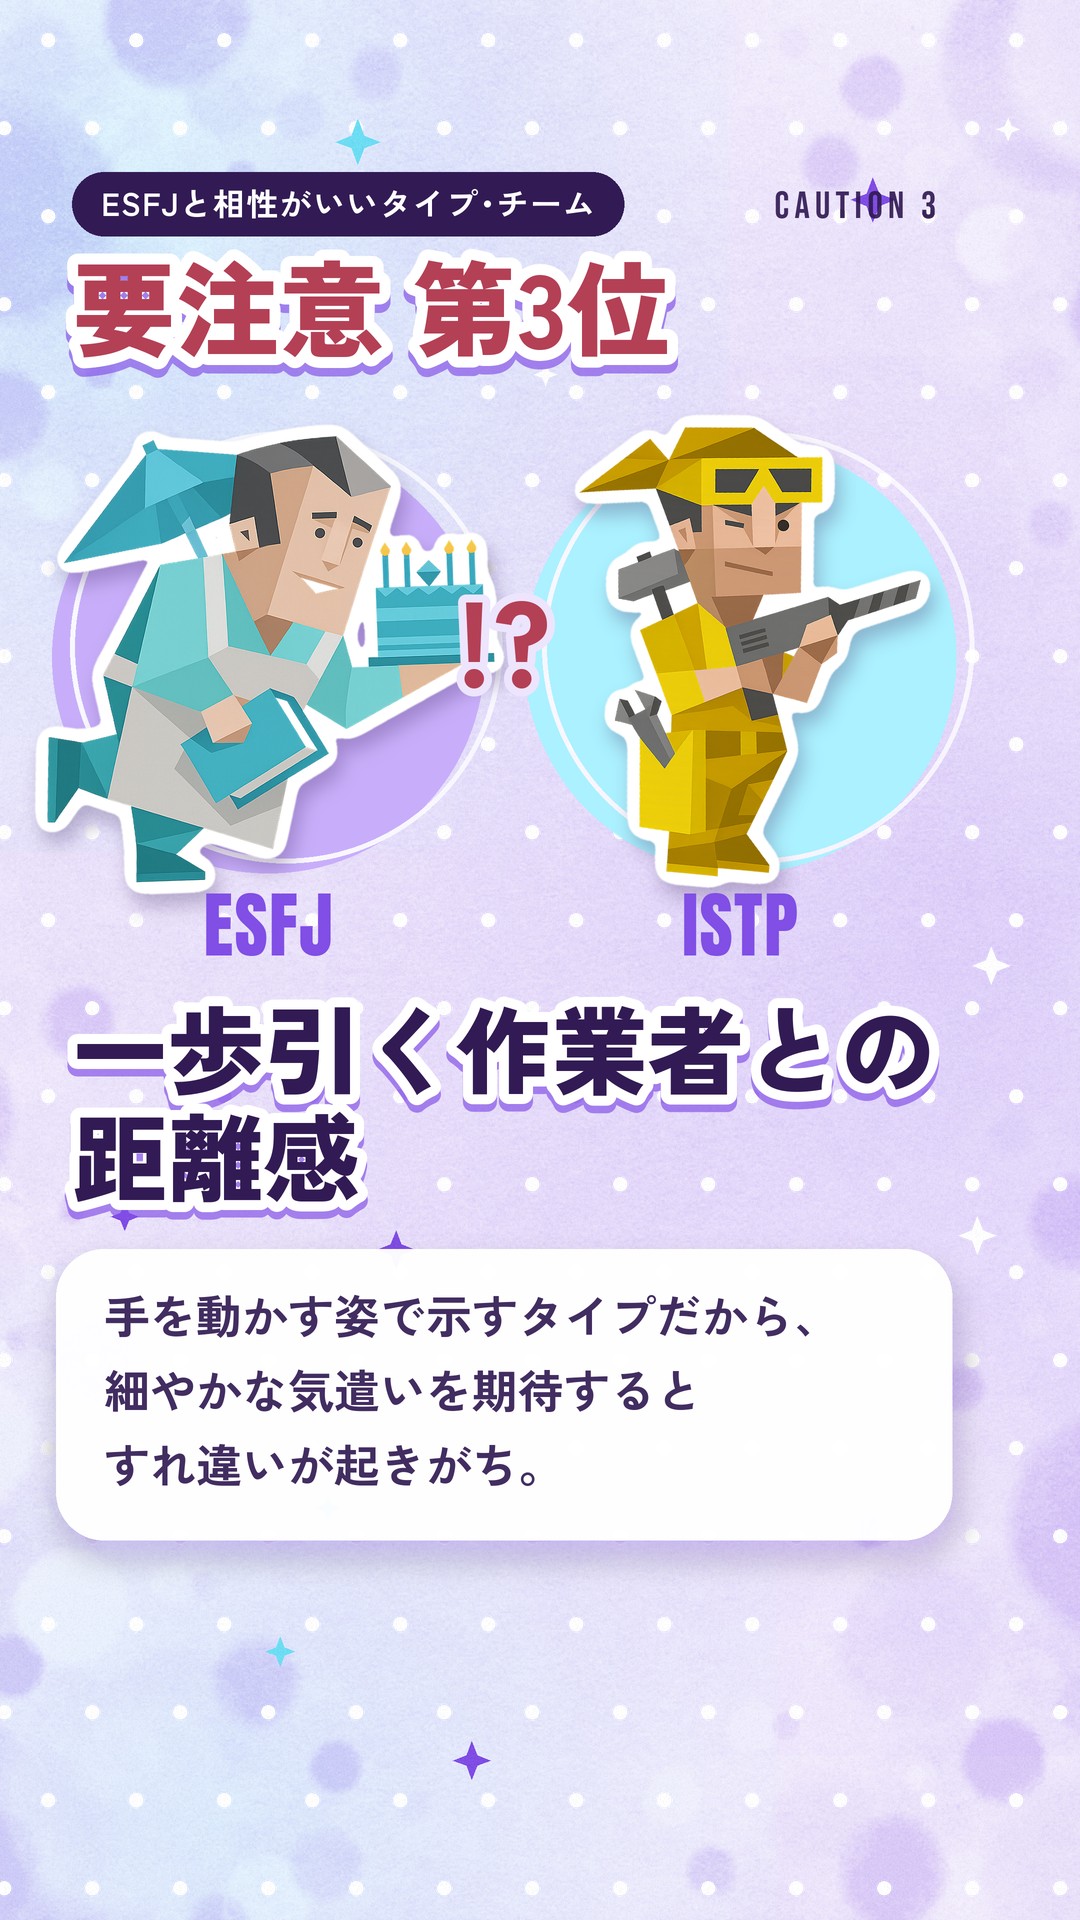 ESFJと相性がいいタイプ・チーム
CAUTION 3
要注意 第3位
!?
ESFJ
ISTP
一歩引く作業者との
距離感
手を動かす姿で示すタイプだから、
細やかな気遣いを期待すると
すれ違いが起きがち。